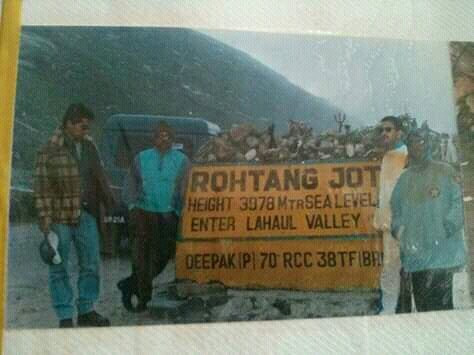 ROHTANG JOT
HEIGHT 3978 MTR SEA LEVEL
ENTER LAHAUL VALLEY
DEEPAK(P) 70 RCC 38TF(BR